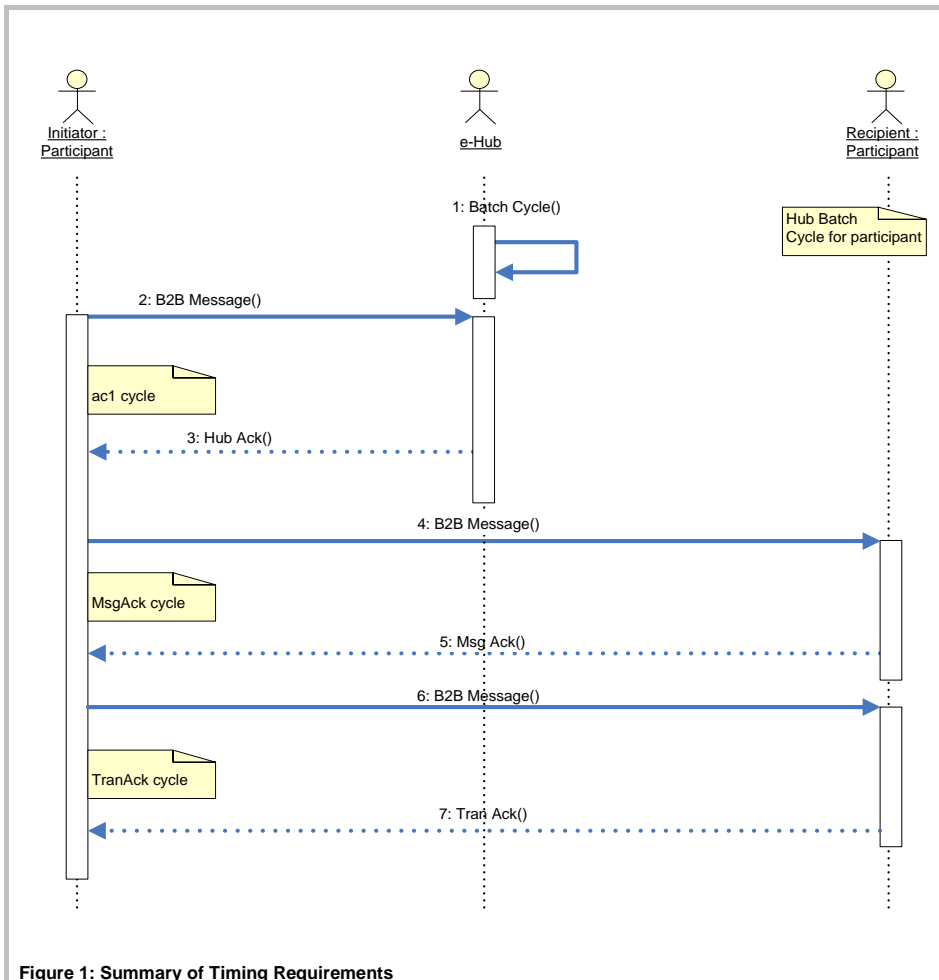 Initiator :
Participant
e-Hub
Recipient :
Participant
1: Batch Cycle()
Hub Batch
Cycle for participant
2: B2B Message()
ac1 cycle
3: Hub Ack()
4: B2B Message()
MsgAck cycle
5: Msg Ack()
6: B2B Message()
TranAck cycle
7: Tran Ack()
Figure 1: Summary of Timing Requirements